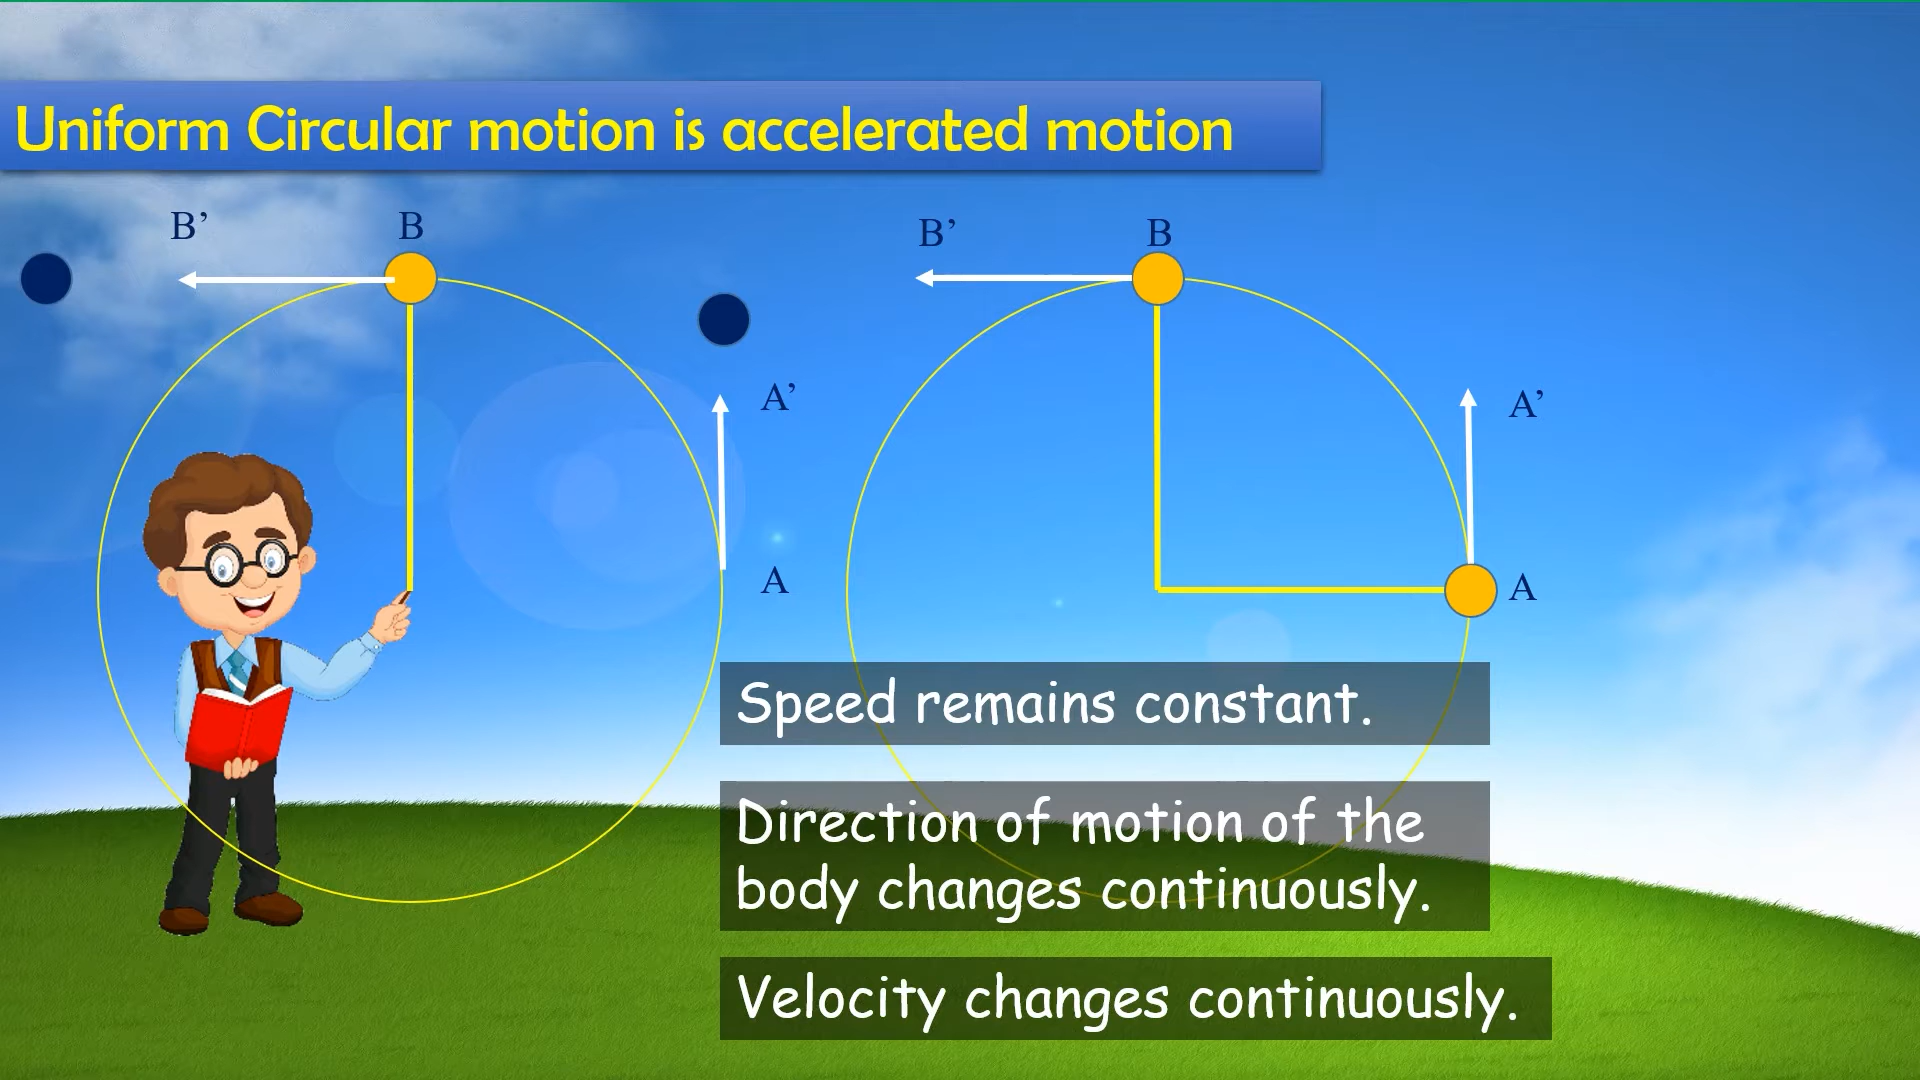 Uniform Circular motion is accelerated motion
B’
B
B’
B
A’
A’
A
A
Speed remains constant.
Direction of motion of the
body changes continuously.
Velocity changes continuously.